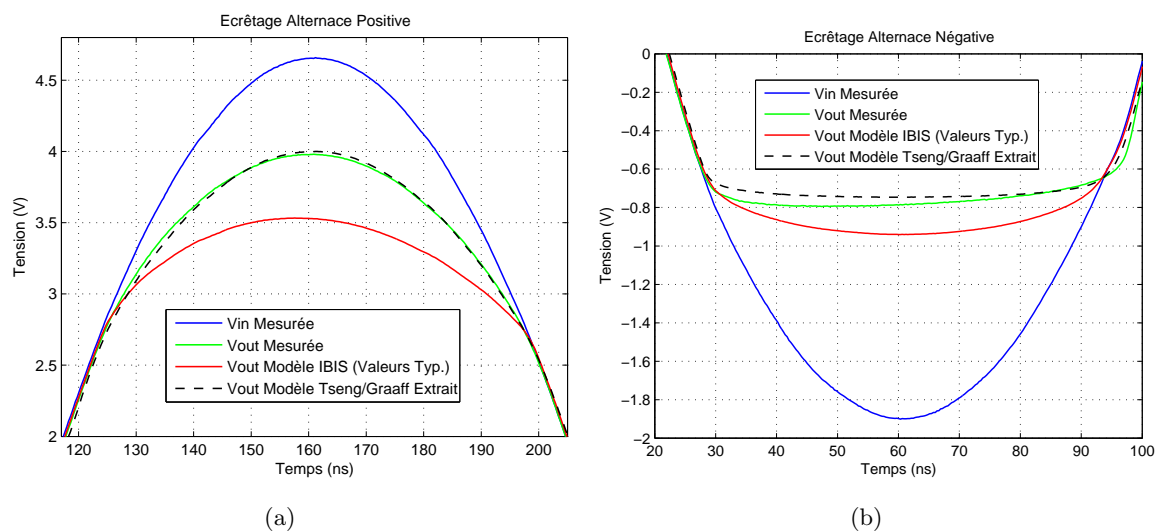 Ecrêtage Alternace Positive
4.5
4
3.5
3
2.5
2
Tension (V)
Vin Mesurée
Vout Mesurée
Vout Modèle IBIS (Valeurs Typ.)
Vout Modèle Tseng/Graaff Extrait
120 130 140 150 160 170 180 190 200
Temps (ns)
(a)
Ecrêtage Alternace Négative
0
−0.2
−0.4
−0.6
−0.8
−1
−1.2
−1.4
−1.6
−1.8
−2
Tension (V)
Vin Mesurée
Vout Mesurée
Vout Modèle IBIS (Valeurs Typ.)
Vout Modèle Tseng/Graaff Extrait
20 30 40 50 60 70 80 90 100
Temps (ns)
(b)